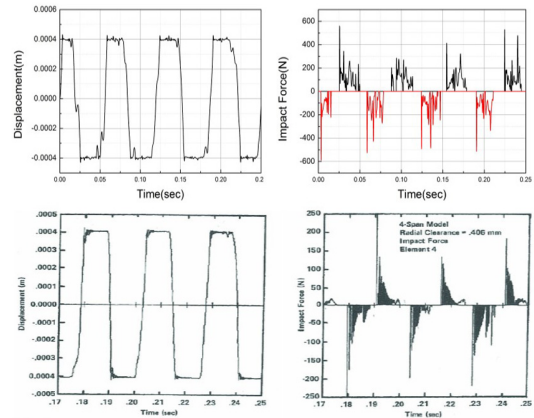 0.0006
0.0004
0.0002
0.0000
-0.0002
-0.0004
Displacement(m)
0.00 0.05 0.10 0.15 0.20 0.25
Time(sec)
600
400
200
0
-200
-400
-600
Impact Force(N)
0.00 0.05 0.10 0.15 0.20 0.25
Time(sec)
.0005
.0004
.0003
.0002
.0001
0.000
-.0001
-.0002
-.0003
0.0004
.0005
Displacement (m)
.17 .18 .19 .20 .21 .22 .23 .24 .25
Time (sec)
250
200
150
100
50
0
-50
-100
-150
-200
-250
Impact Force (N)
4-Span Model
Radial Clearance = .406 mm
Impact Force
Element 4
.17 .18 .19 .20 .21 .22 .23 .24 .25
Time (sec)